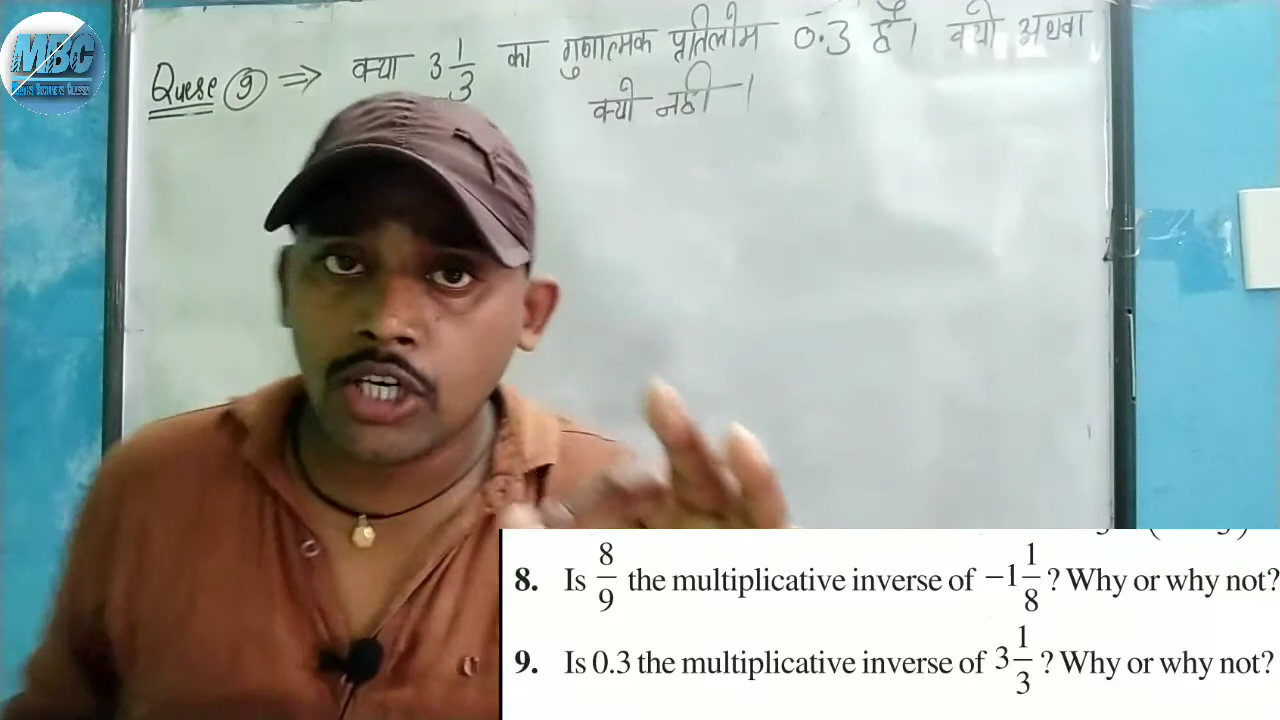 MBC
Quese 9 ⇒ क्या 3 1/3 का गुणात्मक प्रतिलोम 0.3 है। क्यो अथवा
क्यो नही।
8. Is 8/9 the multiplicative inverse of −1 1/8 ? Why or why not?
9. Is 0.3 the multiplicative inverse of 3 1/3 ? Why or why not?